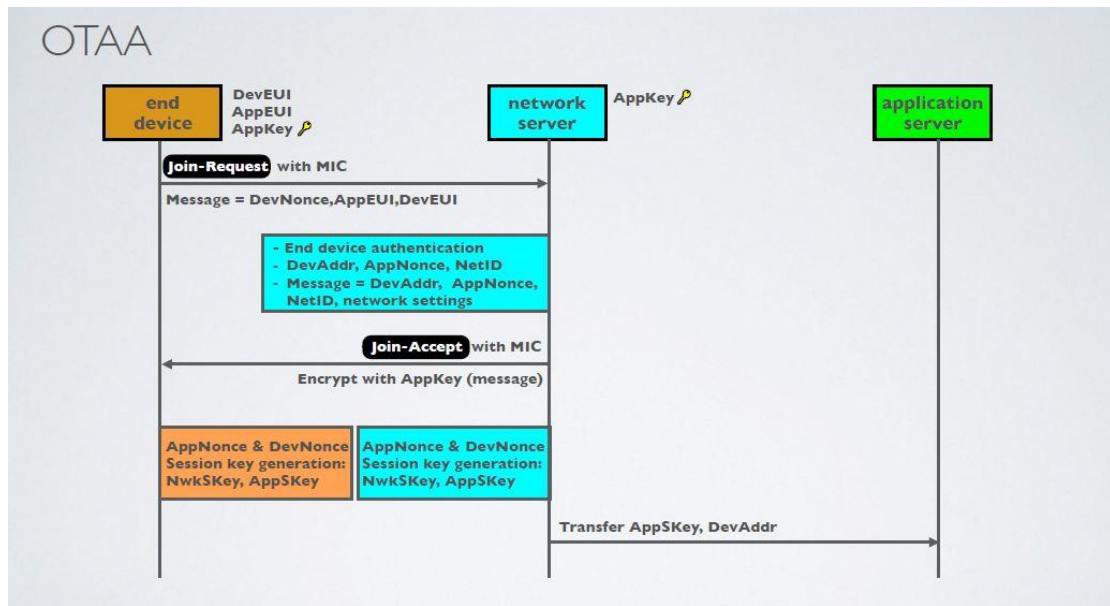 OTAA
end
device
DevEUI
AppEUI
AppKey
network
server
AppKey
application
server
Join-Request with MIC
Message = DevNonce,AppEUI,DevEUI
- End device authentication
- DevAddr, AppNonce, NetID
- Message = DevAddr, AppNonce,
NetID, network settings
Join-Accept with MIC
Encrypt with AppKey (message)
AppNonce & DevNonce
Session key generation:
NwkSKey, AppSKey
AppNonce & DevNonce
Session key generation:
NwkSKey, AppSKey
Transfer AppSKey, DevAddr